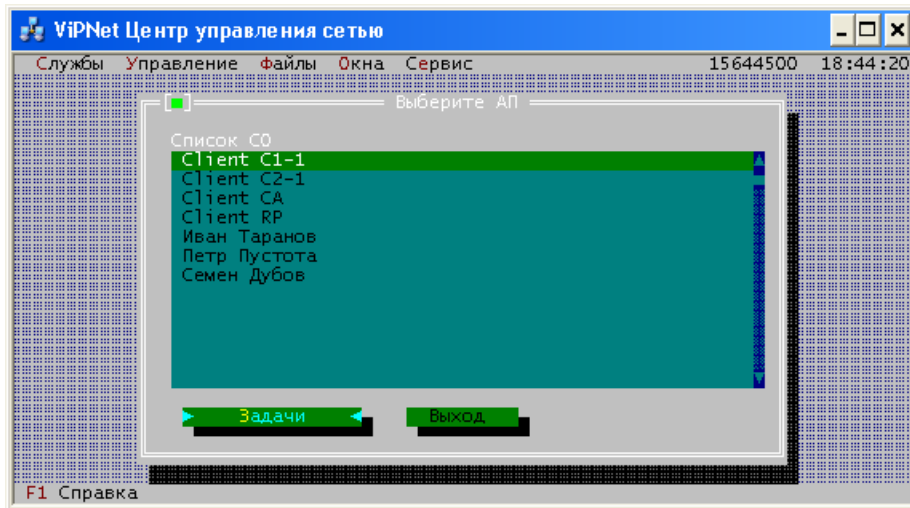 ViPNet Центр управления сетью
Службы Управление Файлы Окна Сервис 15644500 18:44:20
Выберите АП
Список СО
Client C1-1
Client C2-1
Client CA
Client RP
Иван Таранов
Петр Пустота
Семен Дубов
Задачи Выход
F1 Справка